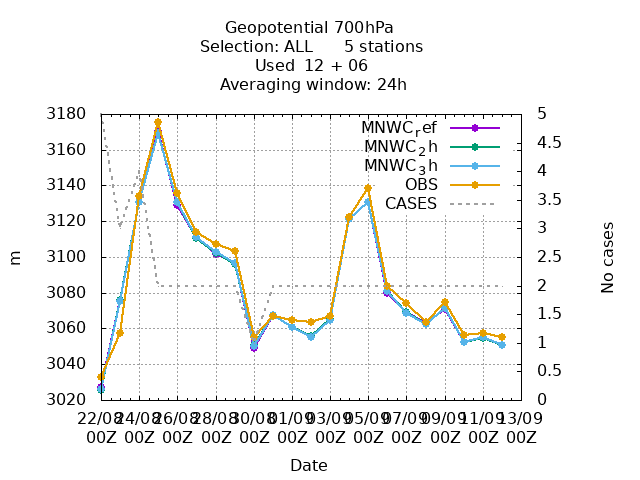 Geopotential 700hPa
Selection: ALL      5 stations
Used  12 + 06
Averaging window: 24h
3180 5
MNWCref
4.5
3160
MNWC2h
4
MNWC3h
3140 3.5
OBS
CASES
3120 3
3100 2.5
m
No cases
3080 2
1.5
3060
1
3040
0.5
3020 0
22/08 24/08 26/08 28/08 30/08 01/09 03/09 05/09 07/09 09/09 11/09 13/09
00Z 00Z 00Z 00Z 00Z 00Z 00Z 00Z 00Z 00Z 00Z 00Z
Date